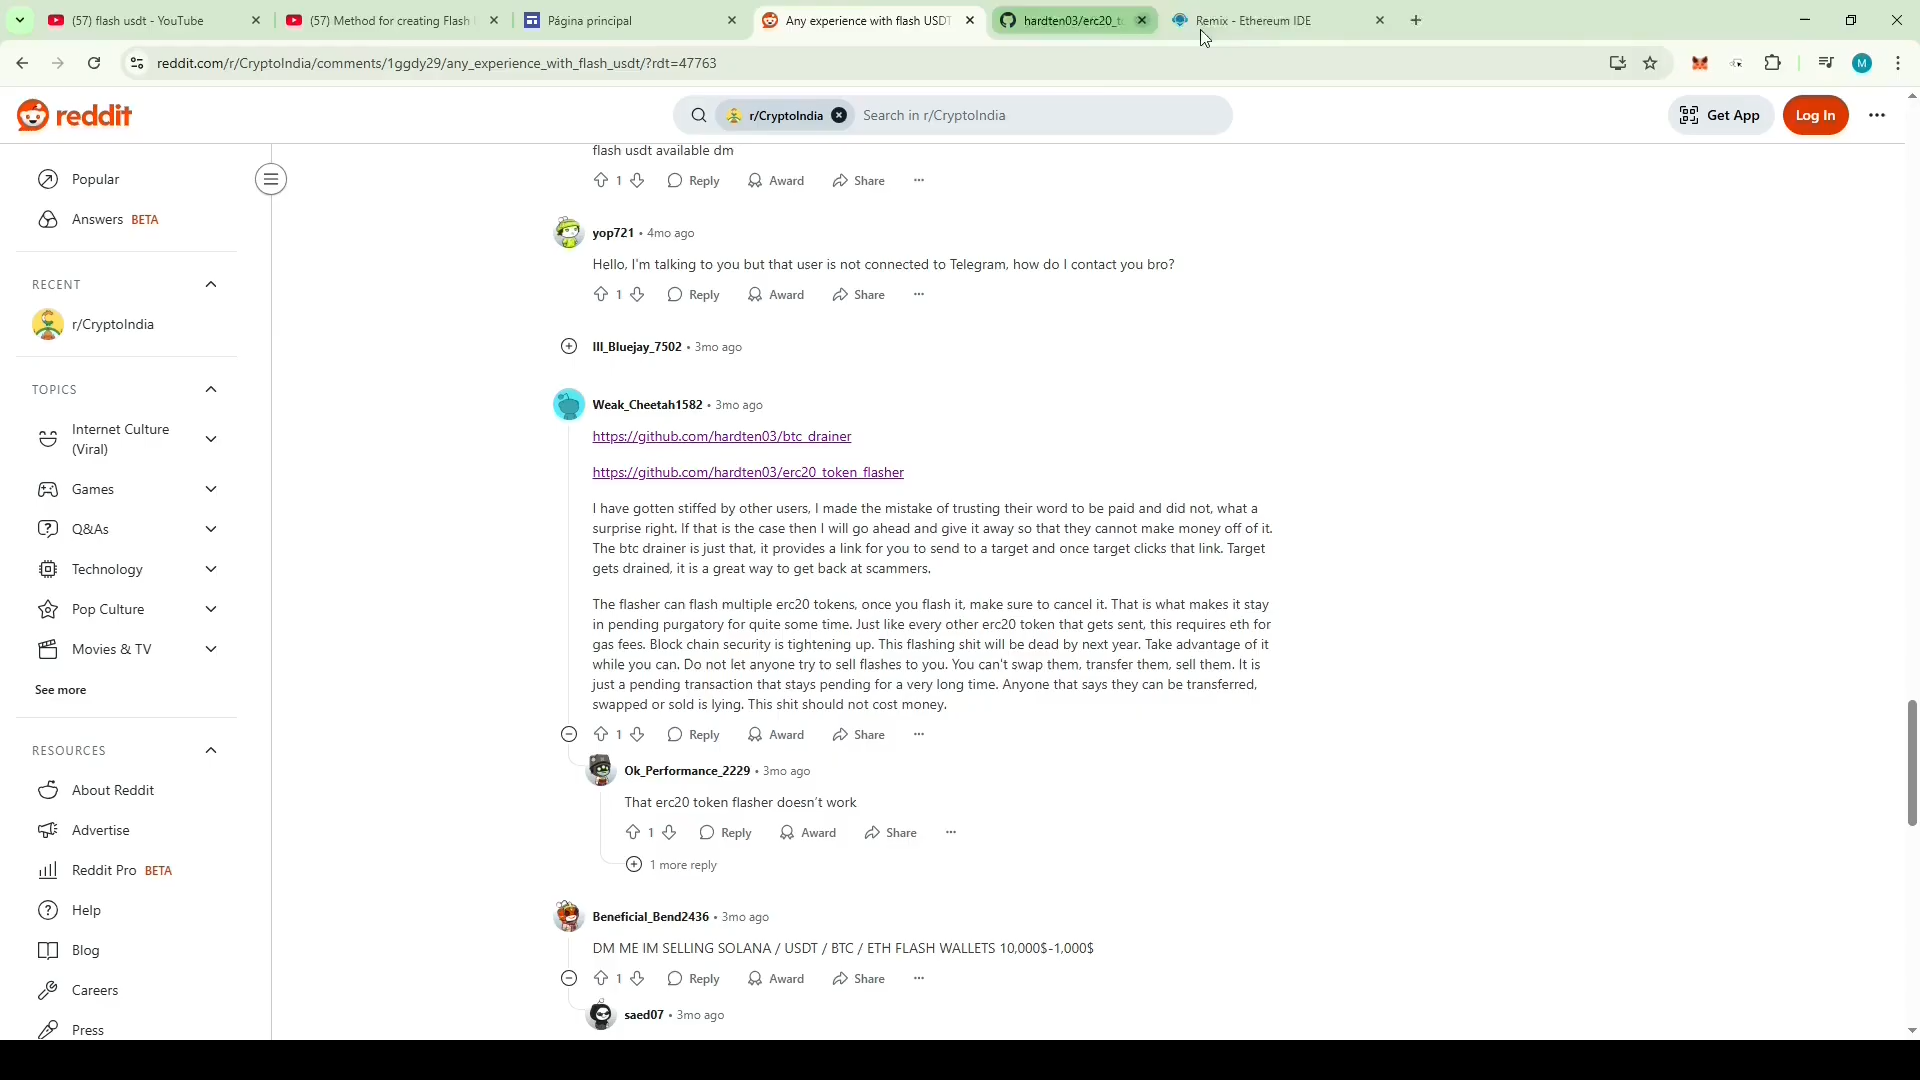 (57) flash usdt - YouTube
(57) Method for creating Flash
Página principal
Any experience with flash USDT
hardten03/erc20_to
Remix - Ethereum IDE
reddit.com/r/CryptoIndia/comments/1ggdy29/any_experience_with_flash_usdt/?rdt=47763
M
reddit
r/CryptoIndia
Search in r/CryptoIndia
Get App
Log In
Popular
Answers BETA
RECENT
r/CryptoIndia
TOPICS
Internet Culture
(Viral)
Games
Q&As
Technology
Pop Culture
Movies & TV
See more
RESOURCES
About Reddit
Advertise
Reddit Pro BETA
Help
Blog
Careers
Press
flash usdt available dm
1 Reply Award Share
yop721 • 4mo ago
Hello, I'm talking to you but that user is not connected to Telegram, how do I contact you bro?
1 Reply Award Share
Ill_Bluejay_7502 • 3mo ago
Weak_Cheetah1582 • 3mo ago
https://github.com/hardten03/btc_drainer
https://github.com/hardten03/erc20_token_flasher
I have gotten stiffed by other users, I made the mistake of trusting their word to be paid and did not, what a
surprise right. If that is the case then I will go ahead and give it away so that they cannot make money off of it.
The btc drainer is just that, it provides a link for you to send to a target and once target clicks that link. Target
gets drained, it is a great way to get back at scammers.
The flasher can flash multiple erc20 tokens, once you flash it, make sure to cancel it. That is what makes it stay
in pending purgatory for quite some time. Just like every other erc20 token that gets sent, this requires eth for
gas fees. Block chain security is tightening up. This flashing shit will be dead by next year. Take advantage of it
while you can. Do not let anyone try to sell flashes to you. You can't swap them, transfer them, sell them. It is
just a pending transaction that stays pending for a very long time. Anyone that says they can be transferred,
swapped or sold is lying. This shit should not cost money.
1 Reply Award Share
Ok_Performance_2229 • 3mo ago
That erc20 token flasher doesn’t work
1 Reply Award Share
1 more reply
Beneficial_Bend2436 • 3mo ago
DM ME IM SELLING SOLANA / USDT / BTC / ETH FLASH WALLETS 10,000$-1,000$
1 Reply Award Share
saed07 • 3mo ago